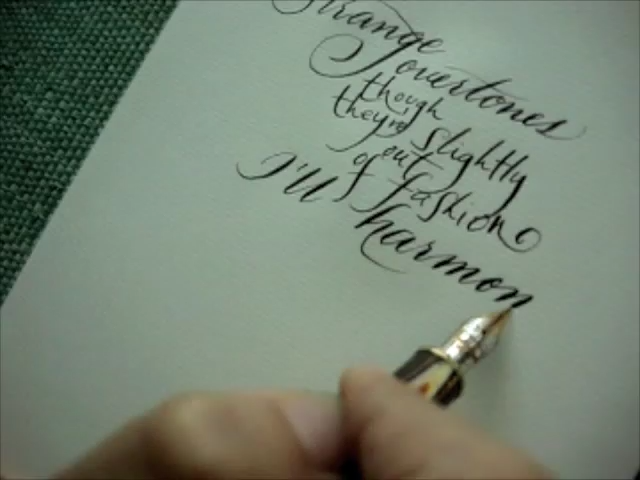 Strange
overtones
though
they're slightly
out
of fashion
I'll harmon